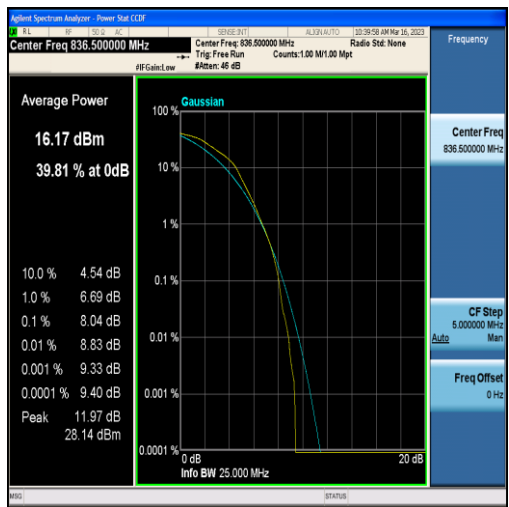 Agilent Spectrum Analyzer - Power Stat CCDF
RL RF 50 Ω AC SENSE:INT ALIGN AUTO 10:39:58 AM Mar 16, 2023
Center Freq 836.500000 MHz
Center Freq: 836.500000 MHz Radio Std: None
Trig: Free Run Counts:1.00 M/1.00 Mpt
#IFGain:Low #Atten: 46 dB
Frequency
Average Power
16.17 dBm
39.81 % at 0dB
10.0 % 4.54 dB
1.0 % 6.69 dB
0.1 % 8.04 dB
0.01 % 8.83 dB
0.001 % 9.33 dB
0.0001 % 9.40 dB
Peak 11.97 dB
28.14 dBm
Gaussian
100 %
10 %
1 %
0.1 %
0.01 %
0.001 %
0.0001 %
0 dB 20 dB
Info BW 25.000 MHz
Center Freq
836.500000 MHz
CF Step
5.000000 MHz
Auto Man
Freq Offset
0 Hz
MSG STATUS